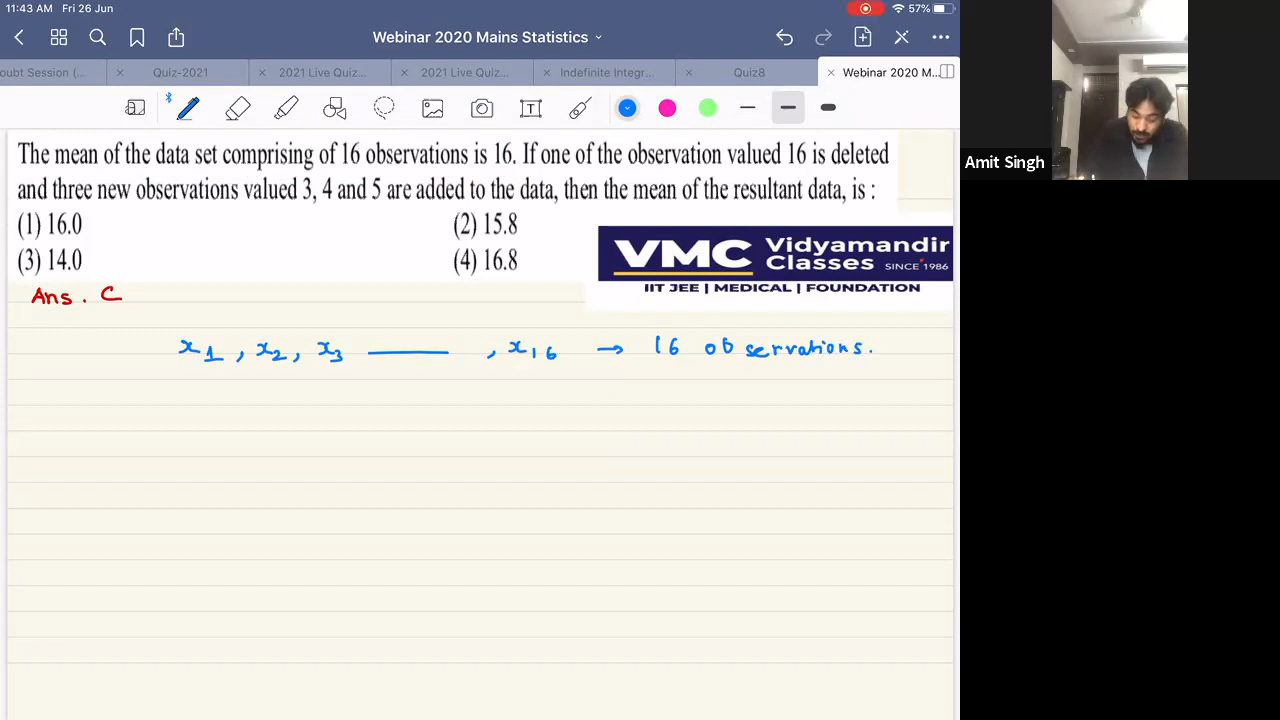 11:43 AM Fri 26 Jun
57%
Webinar 2020 Mains Statistics
oubt Session (...
Quiz-2021
2021 Live Quiz...
2021 Live Quiz...
Indefinite Integr...
Quiz8
Webinar 2020 M...
The mean of the data set comprising of 16 observations is 16. If one of the observation valued 16 is deleted
and three new observations valued 3, 4 and 5 are added to the data, then the mean of the resultant data, is :
(1) 16.0 (2) 15.8
(3) 14.0 (4) 16.8
VMC Vidyamandir Classes SINCE 1986
IIT JEE | MEDICAL | FOUNDATION
Ans. C
x1, x2, x3 ——— , x16 → 16 observations.
Amit Singh